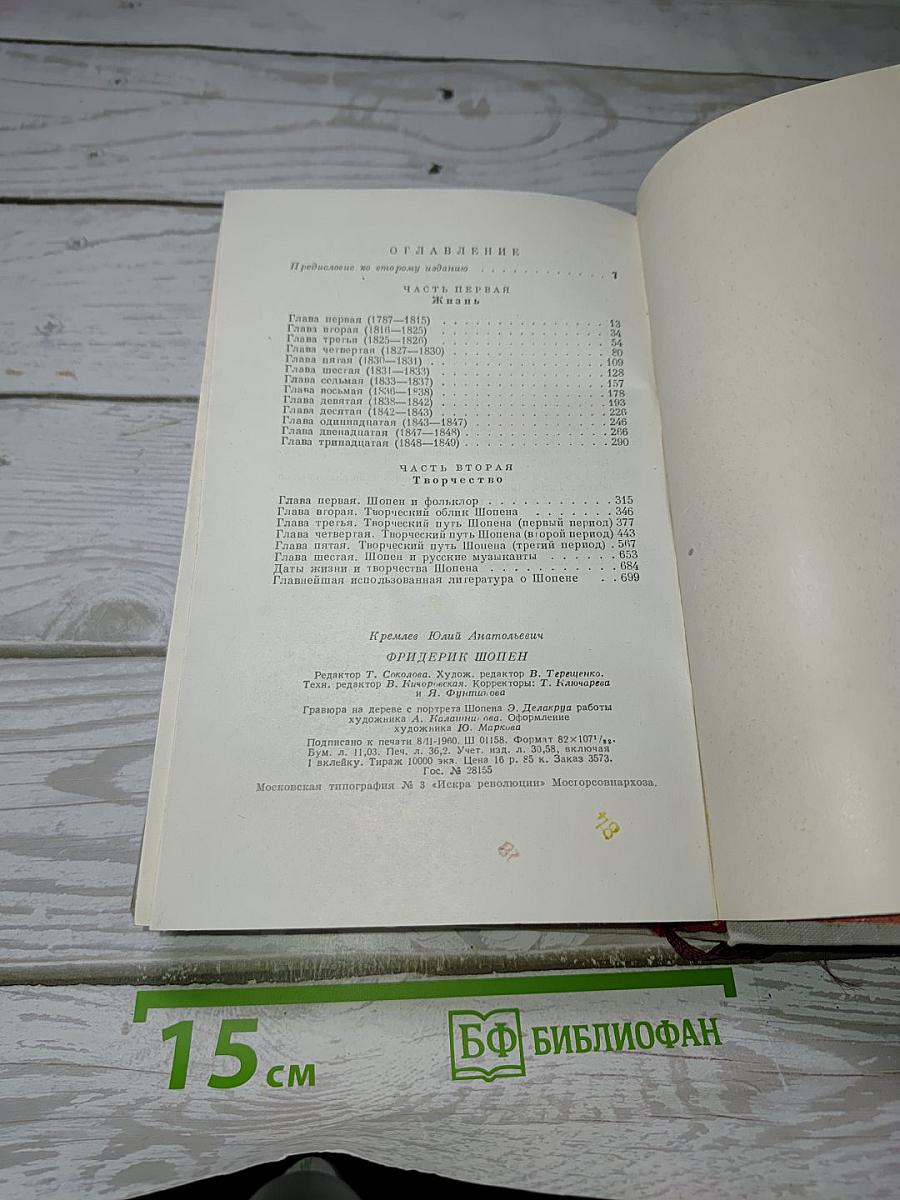 ОГЛАВЛЕНИЕ
Предисловие ко второму изданию . . . . . . . . . . . . 7
ЧАСТЬ ПЕРВАЯ
Жизнь
Глава первая (1787—1815) . . . . . . . . . . . . . 13
Глава вторая (1816—1825) . . . . . . . . . . . . . 34
Глава третья (1825—1826) . . . . . . . . . . . . . 54
Глава четвертая (1827—1830) . . . . . . . . . . . . 80
Глава пятая (1830—1831) . . . . . . . . . . . . . 109
Глава шестая (1831—1833) . . . . . . . . . . . . . 128
Глава седьмая (1833—1837) . . . . . . . . . . . . . 157
Глава восьмая (1836—1838) . . . . . . . . . . . . . 178
Глава девятая (1838—1842) . . . . . . . . . . . . . 193
Глава десятая (1842—1843) . . . . . . . . . . . . . 226
Глава одиннадцатая (1843—1847) . . . . . . . . . . 246
Глава двенадцатая (1847—1848) . . . . . . . . . . . 266
Глава тринадцатая (1848—1849) . . . . . . . . . . . 290
ЧАСТЬ ВТОРАЯ
Творчество
Глава первая. Шопен и фольклор . . . . . . . . . . . 315
Глава вторая. Творческий облик Шопена . . . . . . . 346
Глава третья. Творческий путь Шопена (первый период) 377
Глава четвертая. Творческий путь Шопена (второй период) 443
Глава пятая. Творческий путь Шопена (третий период) . 567
Глава шестая. Шопен и русские музыканты . . . . . . 653
Даты жизни и творчества Шопена . . . . . . . . . . . 684
Главнейшая использованная литература о Шопене . . 699
Кремлев Юлий Анатольевич
ФРИДЕРИК ШОПЕН
Редактор Т. Соколова. Худож. редактор В. Терещенко.
Техн. редактор В. Кичоровская. Корректоры: Т. Ключарева
и Я. Фунтикова
Гравюра на дереве с портрета Шопена Э. Делакруа работы
художника А. Калашникова. Оформление
художника Ю. Маркова
Подписано к печати 8/II-1960. Ш 01158. Формат 82×107¹/₃₂.
Бум. л. 11,03. Печ. л. 36,2. Учет. изд. л. 30,58, включая
1 вклейку. Тираж 10000 экз. Цена 16 р. 85 к. Заказ 3573.
Гос. № 28155
Московская типография № 3 «Искра революции» Мосгорсовнархоза.
84
15 см
БФ БИБЛИОФАН